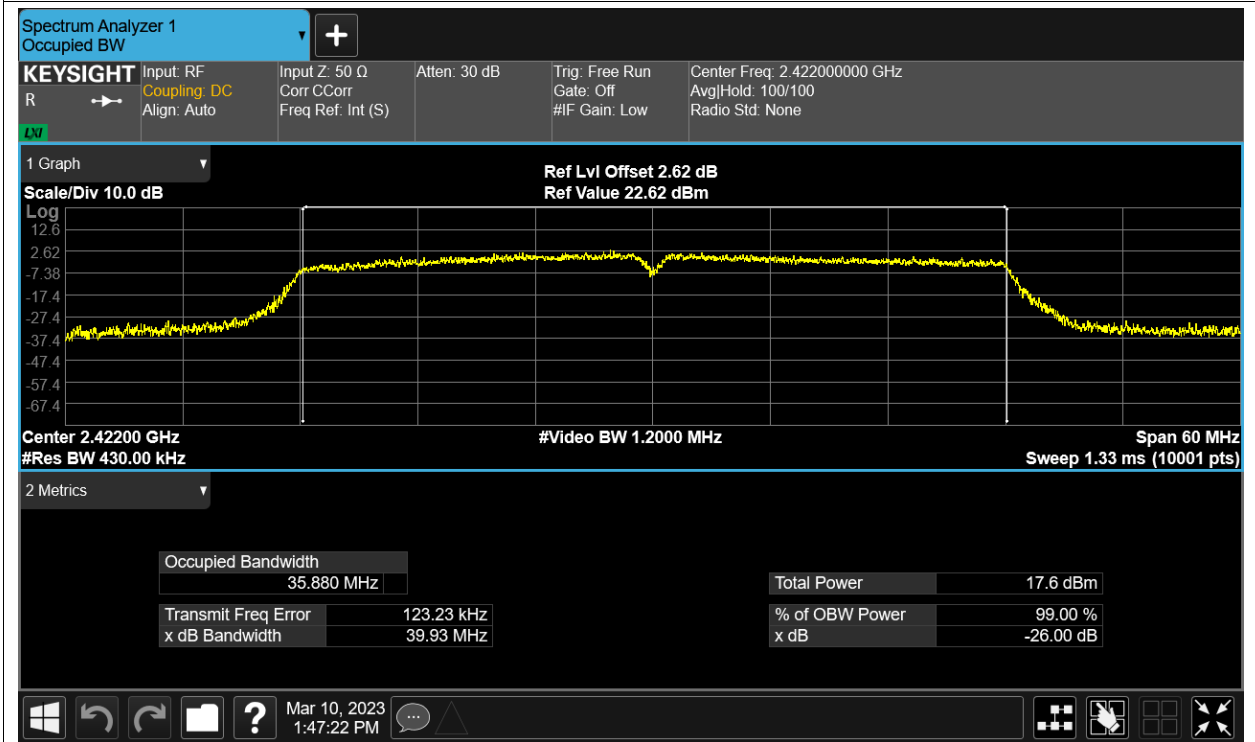 Spectrum Analyzer 1
Occupied BW
KEYSIGHT
R
LXI
Input: RF
Coupling: DC
Align: Auto
Input Z: 50 Ω
Corr CCorr
Freq Ref: Int (S)
Atten: 30 dB
Trig: Free Run
Gate: Off
#IF Gain: Low
Center Freq: 2.422000000 GHz
Avg|Hold: 100/100
Radio Std: None
1 Graph
Scale/Div 10.0 dB
Ref Lvl Offset 2.62 dB
Ref Value 22.62 dBm
Log
12.6
2.62
-7.38
-17.4
-27.4
-37.4
-47.4
-57.4
-67.4
Center 2.42200 GHz
#Video BW 1.2000 MHz
Span 60 MHz
#Res BW 430.00 kHz
Sweep 1.33 ms (10001 pts)
2 Metrics
Occupied Bandwidth
35.880 MHz
Total Power 17.6 dBm
Transmit Freq Error 123.23 kHz
% of OBW Power 99.00 %
x dB Bandwidth 39.93 MHz
x dB -26.00 dB
?
Mar 10, 2023
1:47:22 PM